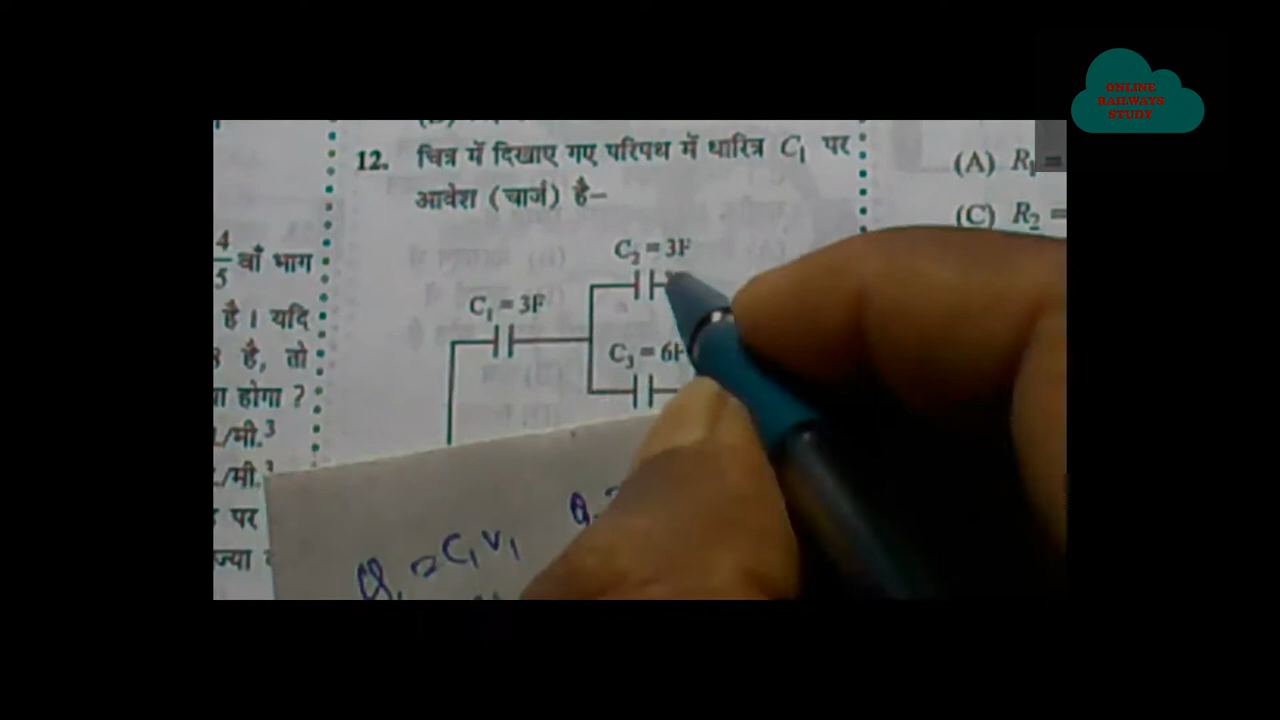 ONLINE
RAILWAYS
STUDY
12. चित्र में दिखाए गए परिपथ में धारित्र C₁ पर
आवेश (चार्ज) है–
C₂ = 3F
C₁ = 3F
C₃ = 6F
4/5 वाँ भाग
है । यदि
है, तो
होगा ?
/मी.³
/मी.³
पर
(A) R₁ =
(C) R₂ =
Q₁ = C₁V₁